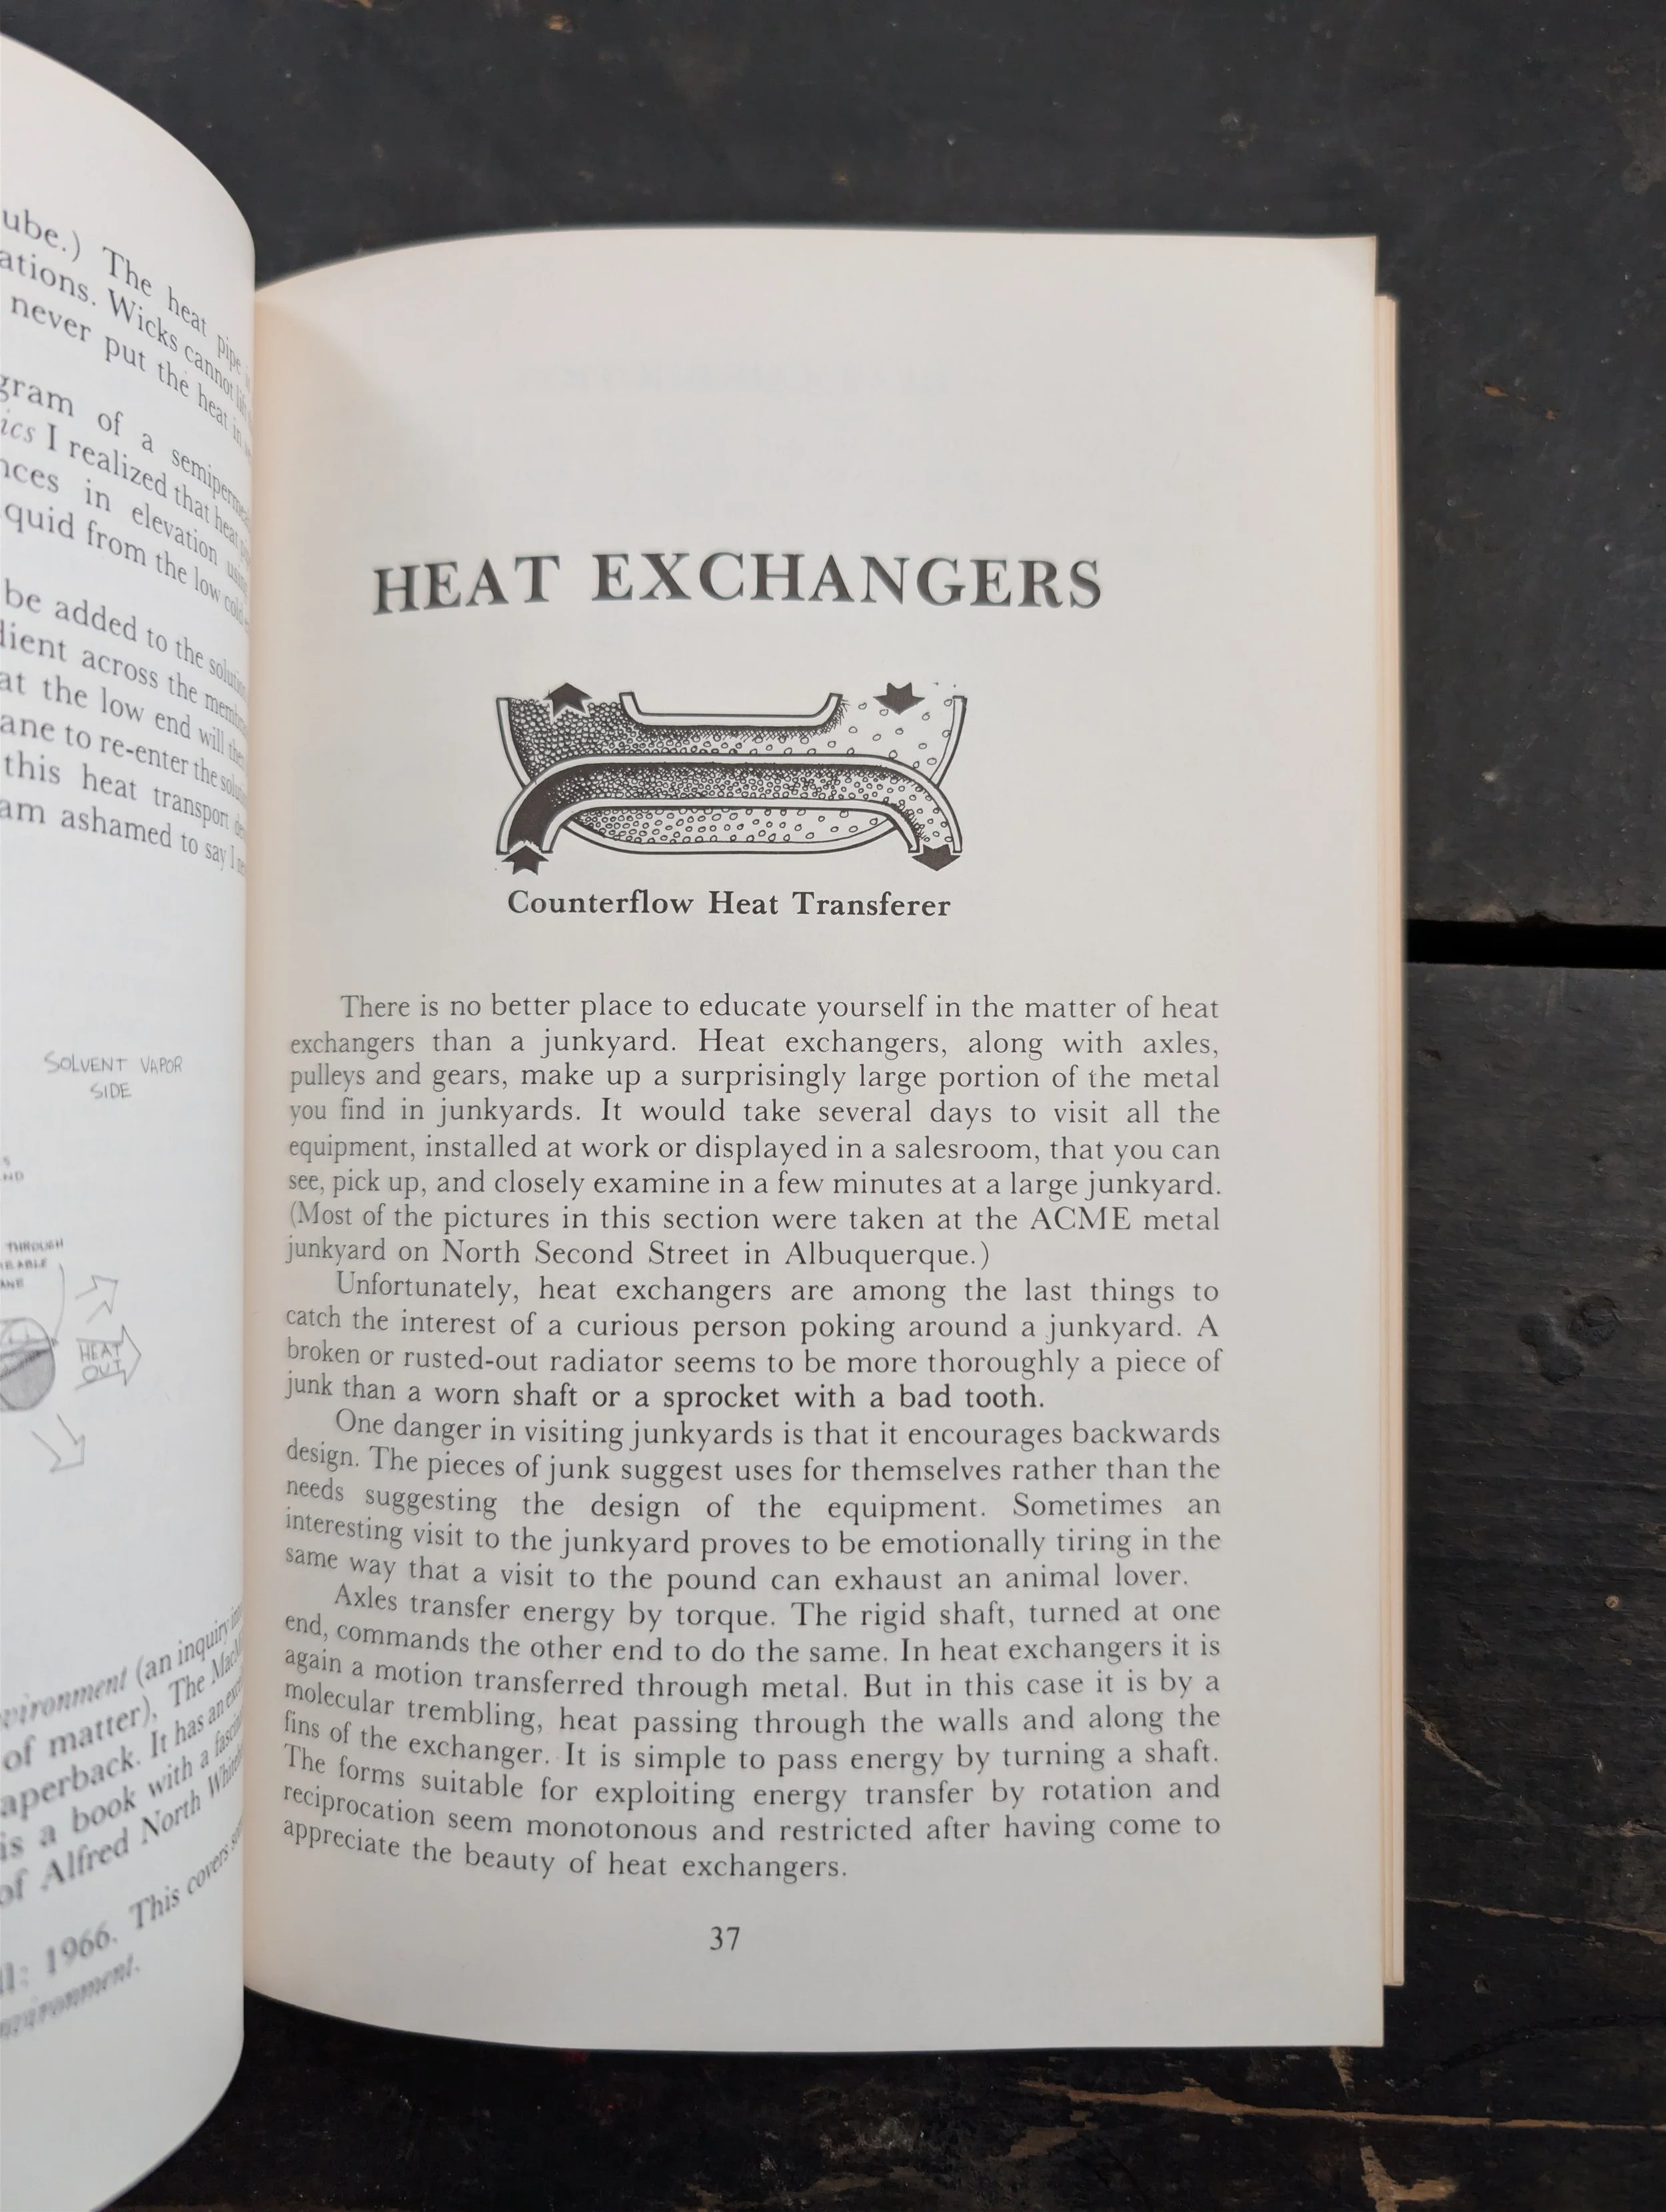 ube.) The heat pipe
ations. Wicks cannot
never put the heat in
gram of a
ics I realized that heat
nces in elevation
quid from the low
be added to the
dient across the
at the low end will
ane to re-enter the
this heat transport
am ashamed to say I
SOLVENT VAPOR
SIDE
THROUGH
HEAT
OUT
vironment (an inquiry
of matter), The
aperback. It has an
is a book with a
of Alfred North
ll: 1966. This covers
nvironment.
HEAT EXCHANGERS
Counterflow Heat Transferer
There is no better place to educate yourself in the matter of heat
exchangers than a junkyard. Heat exchangers, along with axles,
pulleys and gears, make up a surprisingly large portion of the metal
you find in junkyards. It would take several days to visit all the
equipment, installed at work or displayed in a salesroom, that you can
see, pick up, and closely examine in a few minutes at a large junkyard.
(Most of the pictures in this section were taken at the ACME metal
junkyard on North Second Street in Albuquerque.)
Unfortunately, heat exchangers are among the last things to
catch the interest of a curious person poking around a junkyard. A
broken or rusted-out radiator seems to be more thoroughly a piece of
junk than a worn shaft or a sprocket with a bad tooth.
One danger in visiting junkyards is that it encourages backwards
design. The pieces of junk suggest uses for themselves rather than the
needs suggesting the design of the equipment. Sometimes an
interesting visit to the junkyard proves to be emotionally tiring in the
same way that a visit to the pound can exhaust an animal lover.
Axles transfer energy by torque. The rigid shaft, turned at one
end, commands the other end to do the same. In heat exchangers it is
again a motion transferred through metal. But in this case it is by a
molecular trembling, heat passing through the walls and along the
fins of the exchanger. It is simple to pass energy by turning a shaft.
The forms suitable for exploiting energy transfer by rotation and
reciprocation seem monotonous and restricted after having come to
appreciate the beauty of heat exchangers.
37